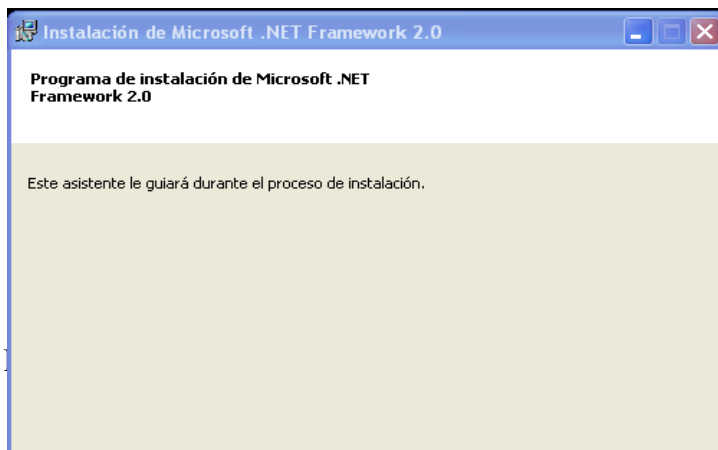 Instalación de Microsoft .NET Framework 2.0
Programa de instalación de Microsoft .NET
Framework 2.0
Este asistente le guiará durante el proceso de instalación.